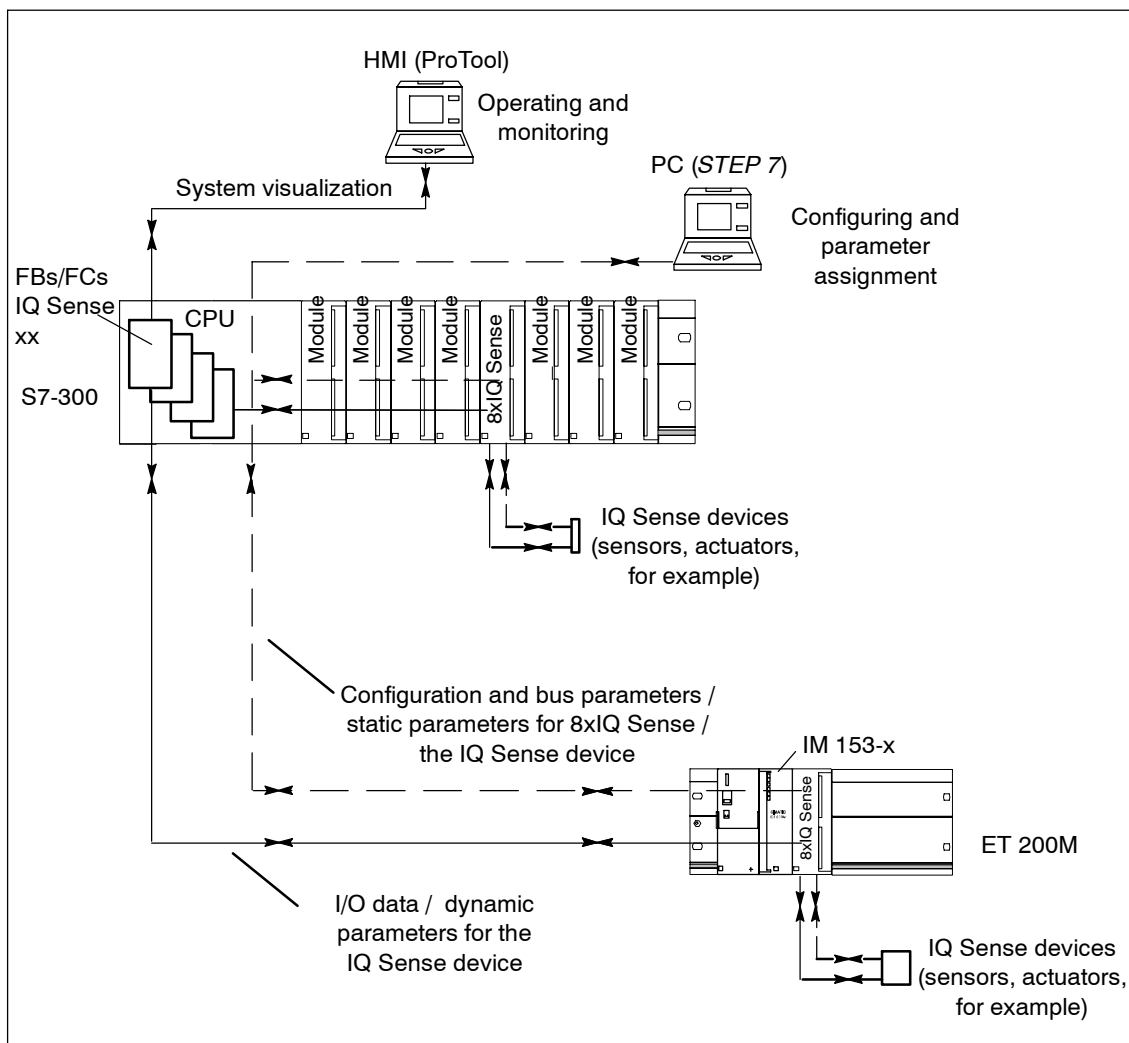 HMI (ProTool)
Operating and
monitoring
PC (STEP 7)
System visualization
Configuring and
parameter
assignment
FBs/FCs
IQ Sense
xx
CPU
Module
Module
Module
Module
8xIQ Sense
Module
Module
Module
S7-300
IQ Sense devices
(sensors, actuators,
for example)
Configuration and bus parameters /
static parameters for 8xIQ Sense /
the IQ Sense device
IM 153-x
8xIQ Sense
ET 200M
I/O data / dynamic
parameters for the
IQ Sense device
IQ Sense devices
(sensors, actuators,
for example)